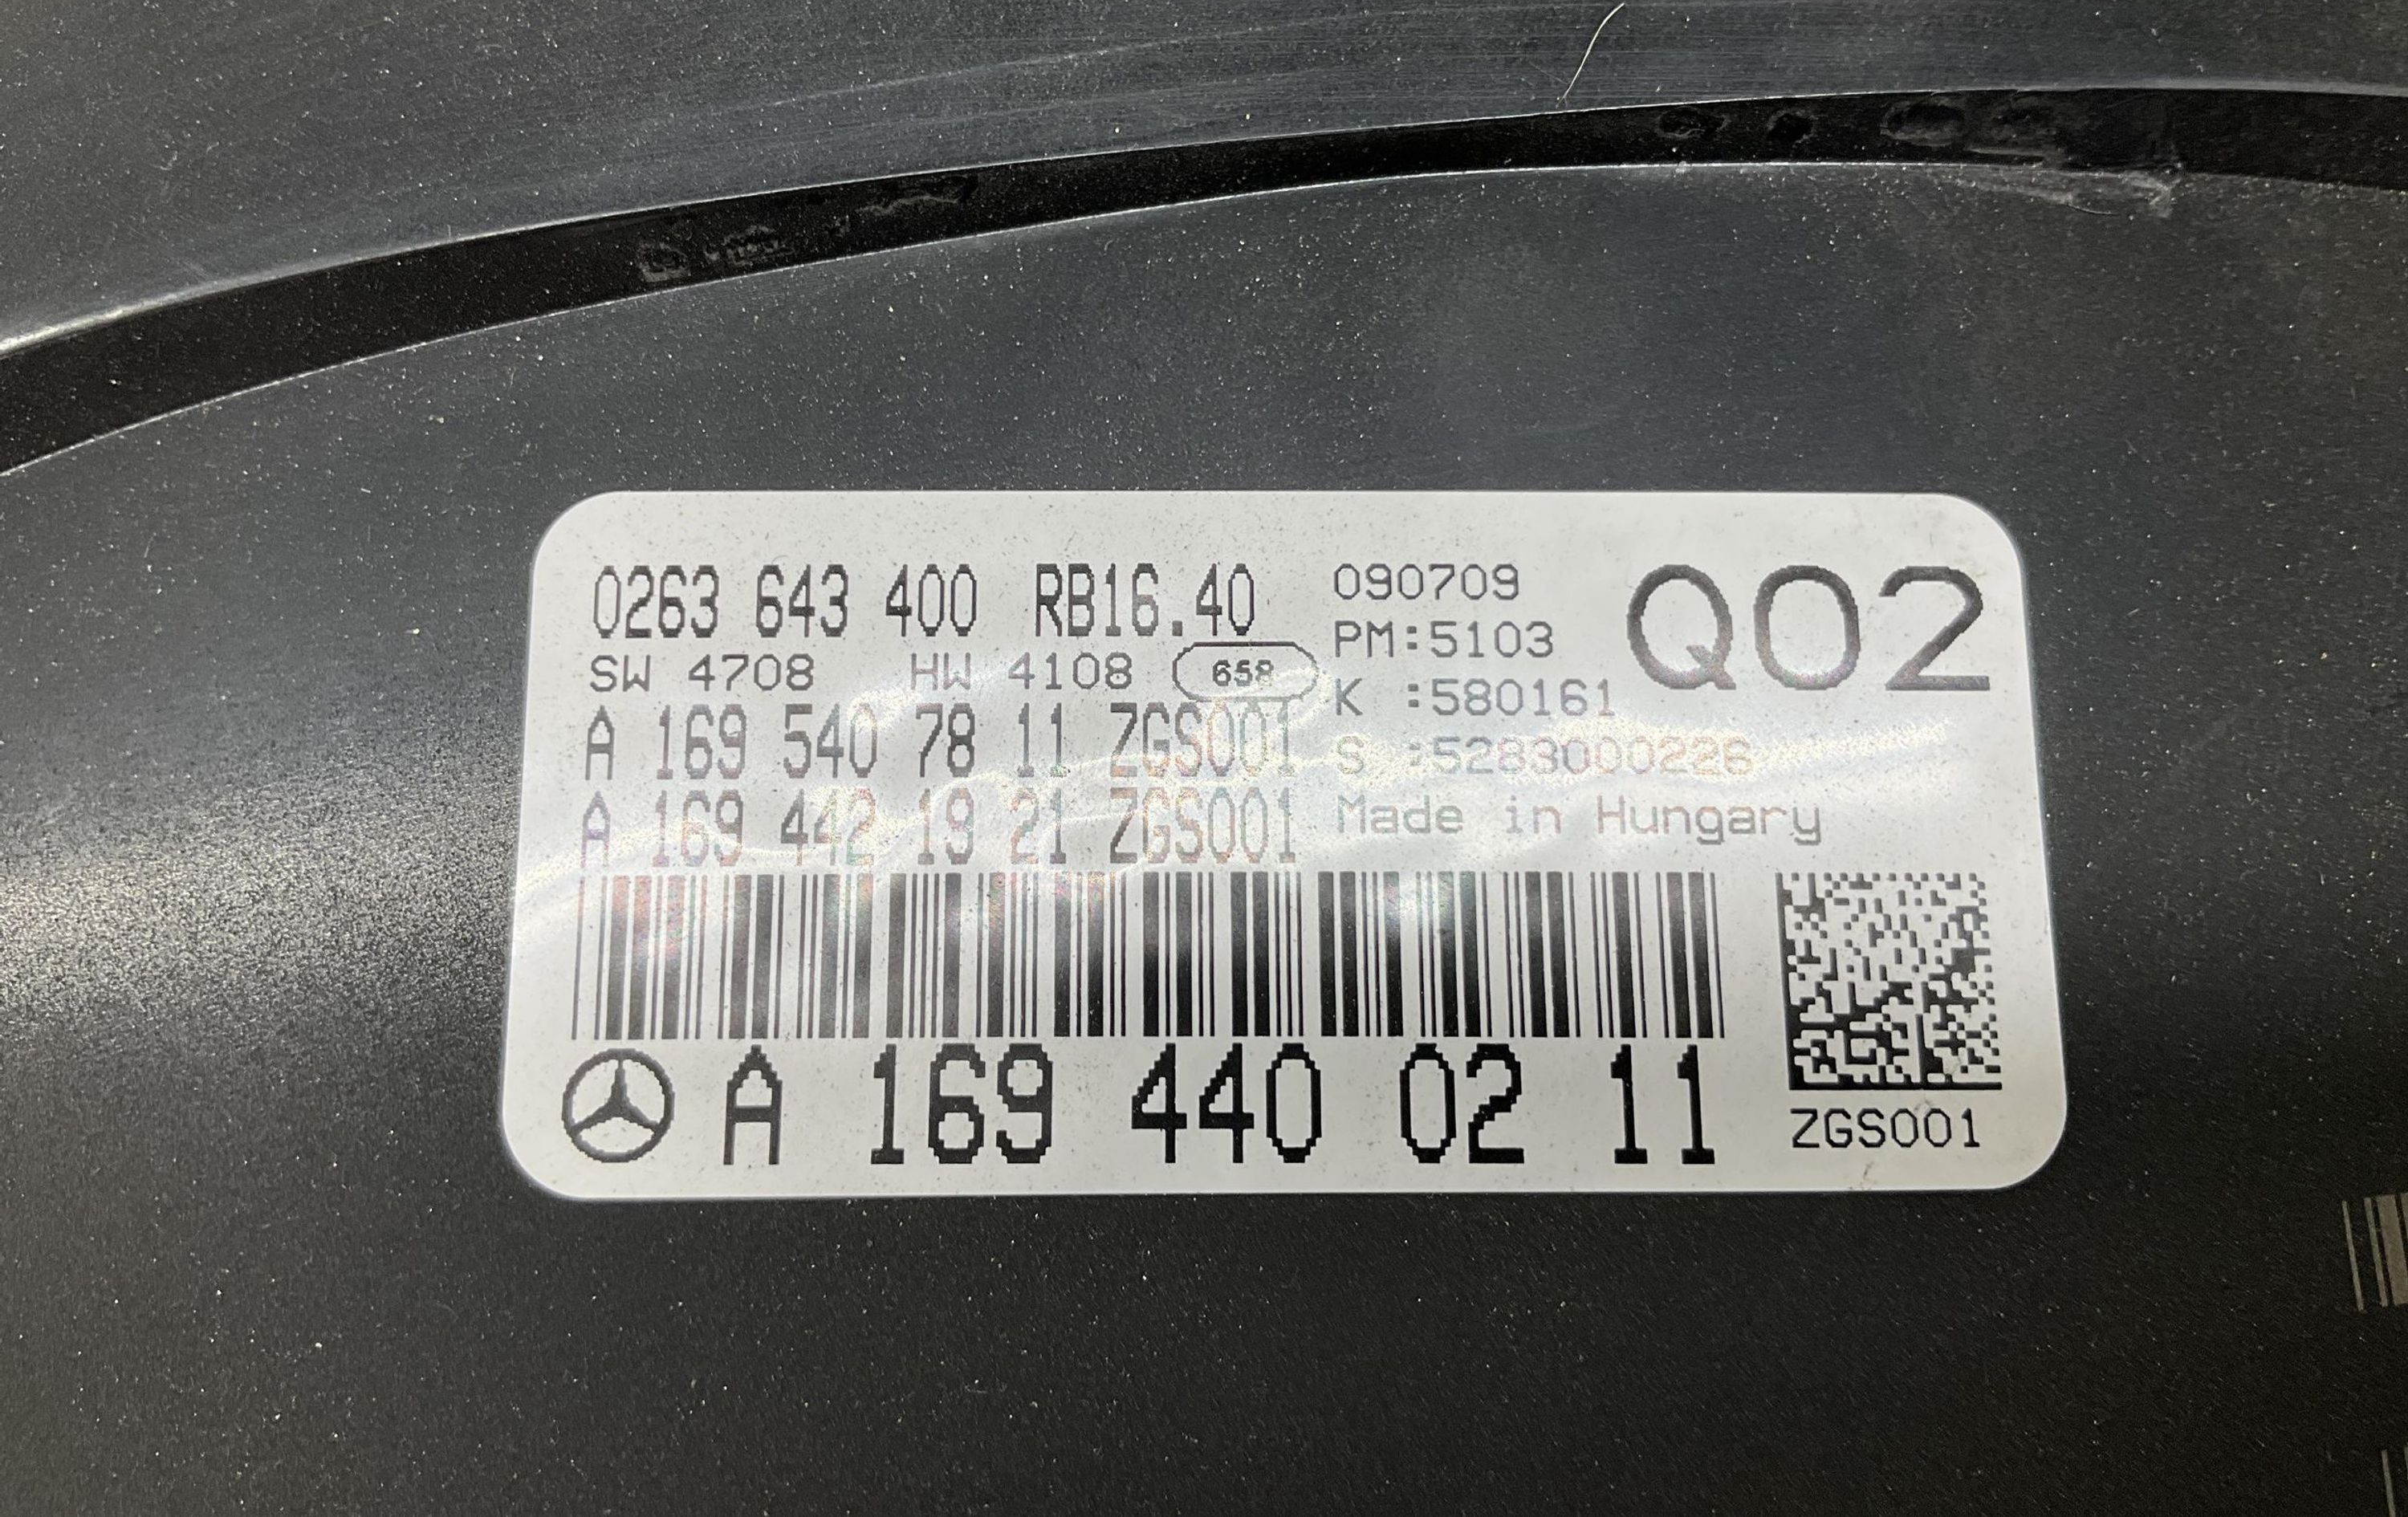 0263 643 400 RB16.40
SW 4708 HW 4108 658
A 169 540 78 11 ZGS001
A 169 442 19 21 ZGS001
090709
PM:5103
K :580161
S :5283000226
Made in Hungary
Q02
A 169 440 02 11
ZGS001